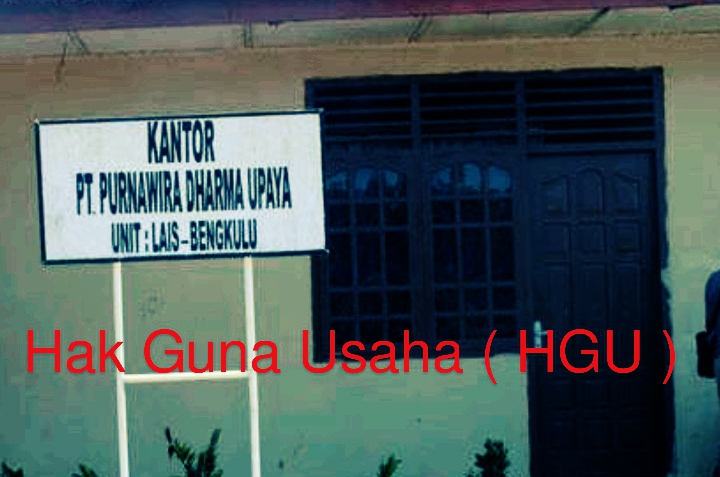 KANTOR
PT. PURNAWIRA DHARMA UPAYA
UNIT : LAIS - BENGKULU
Hak Guna Usaha ( HGU )